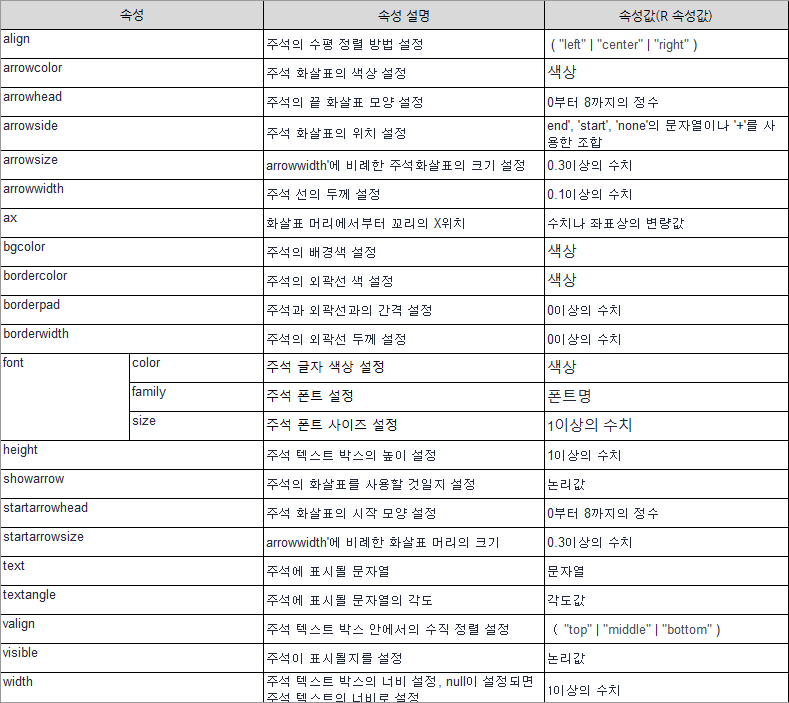 속성 속성 설명 속성값(R 속성값)
align 주석의 수평 정렬 방법 설정 ( "left" | "center" | "right" )
arrowcolor 주석 화살표의 색상 설정 색상
arrowhead 주석의 끝 화살표 모양 설정 0부터 8까지의 정수
arrowside 주석 화살표의 위치 설정 end', 'start', 'none'의 문자열이나 '+'를 사
용한 조합
arrowsize arrowwidth'에 비례한 주석화살표의 크기 설정 0.3이상의 수치
arrowwidth 주석 선의 두께 설정 0.1이상의 수치
ax 화살표 머리에서부터 꼬리의 X위치 수치나 좌표상의 변량값
bgcolor 주석의 배경색 설정 색상
bordercolor 주석의 외곽선 색 설정 색상
borderpad 주석과 외곽선과의 간격 설정 0이상의 수치
borderwidth 주석의 외곽선 두께 설정 0이상의 수치
font color 주석 글자 색상 설정 색상
family 주석 폰트 설정 폰트명
size 주석 폰트 사이즈 설정 1이상의 수치
height 주석 텍스트 박스의 높이 설정 1이상의 수치
showarrow 주석의 화살표를 사용할 것일지 설정 논리값
startarrowhead 주석 화살표의 시작 모양 설정 0부터 8까지의 정수
startarrowsize arrowwidth'에 비례한 화살표 머리의 크기 0.3이상의 수치
text 주석에 표시될 문자열 문자열
textangle 주석에 표시될 문자열의 각도 각도값
valign 주석 텍스트 박스 안에서의 수직 정렬 설정 ( "top" | "middle" | "bottom" )
visible 주석이 표시될지를 설정 논리값
width 주석 텍스트 박스의 너비 설정, null이 설정되면 1이상의 수치
주석 텍스트의 너비로 설정